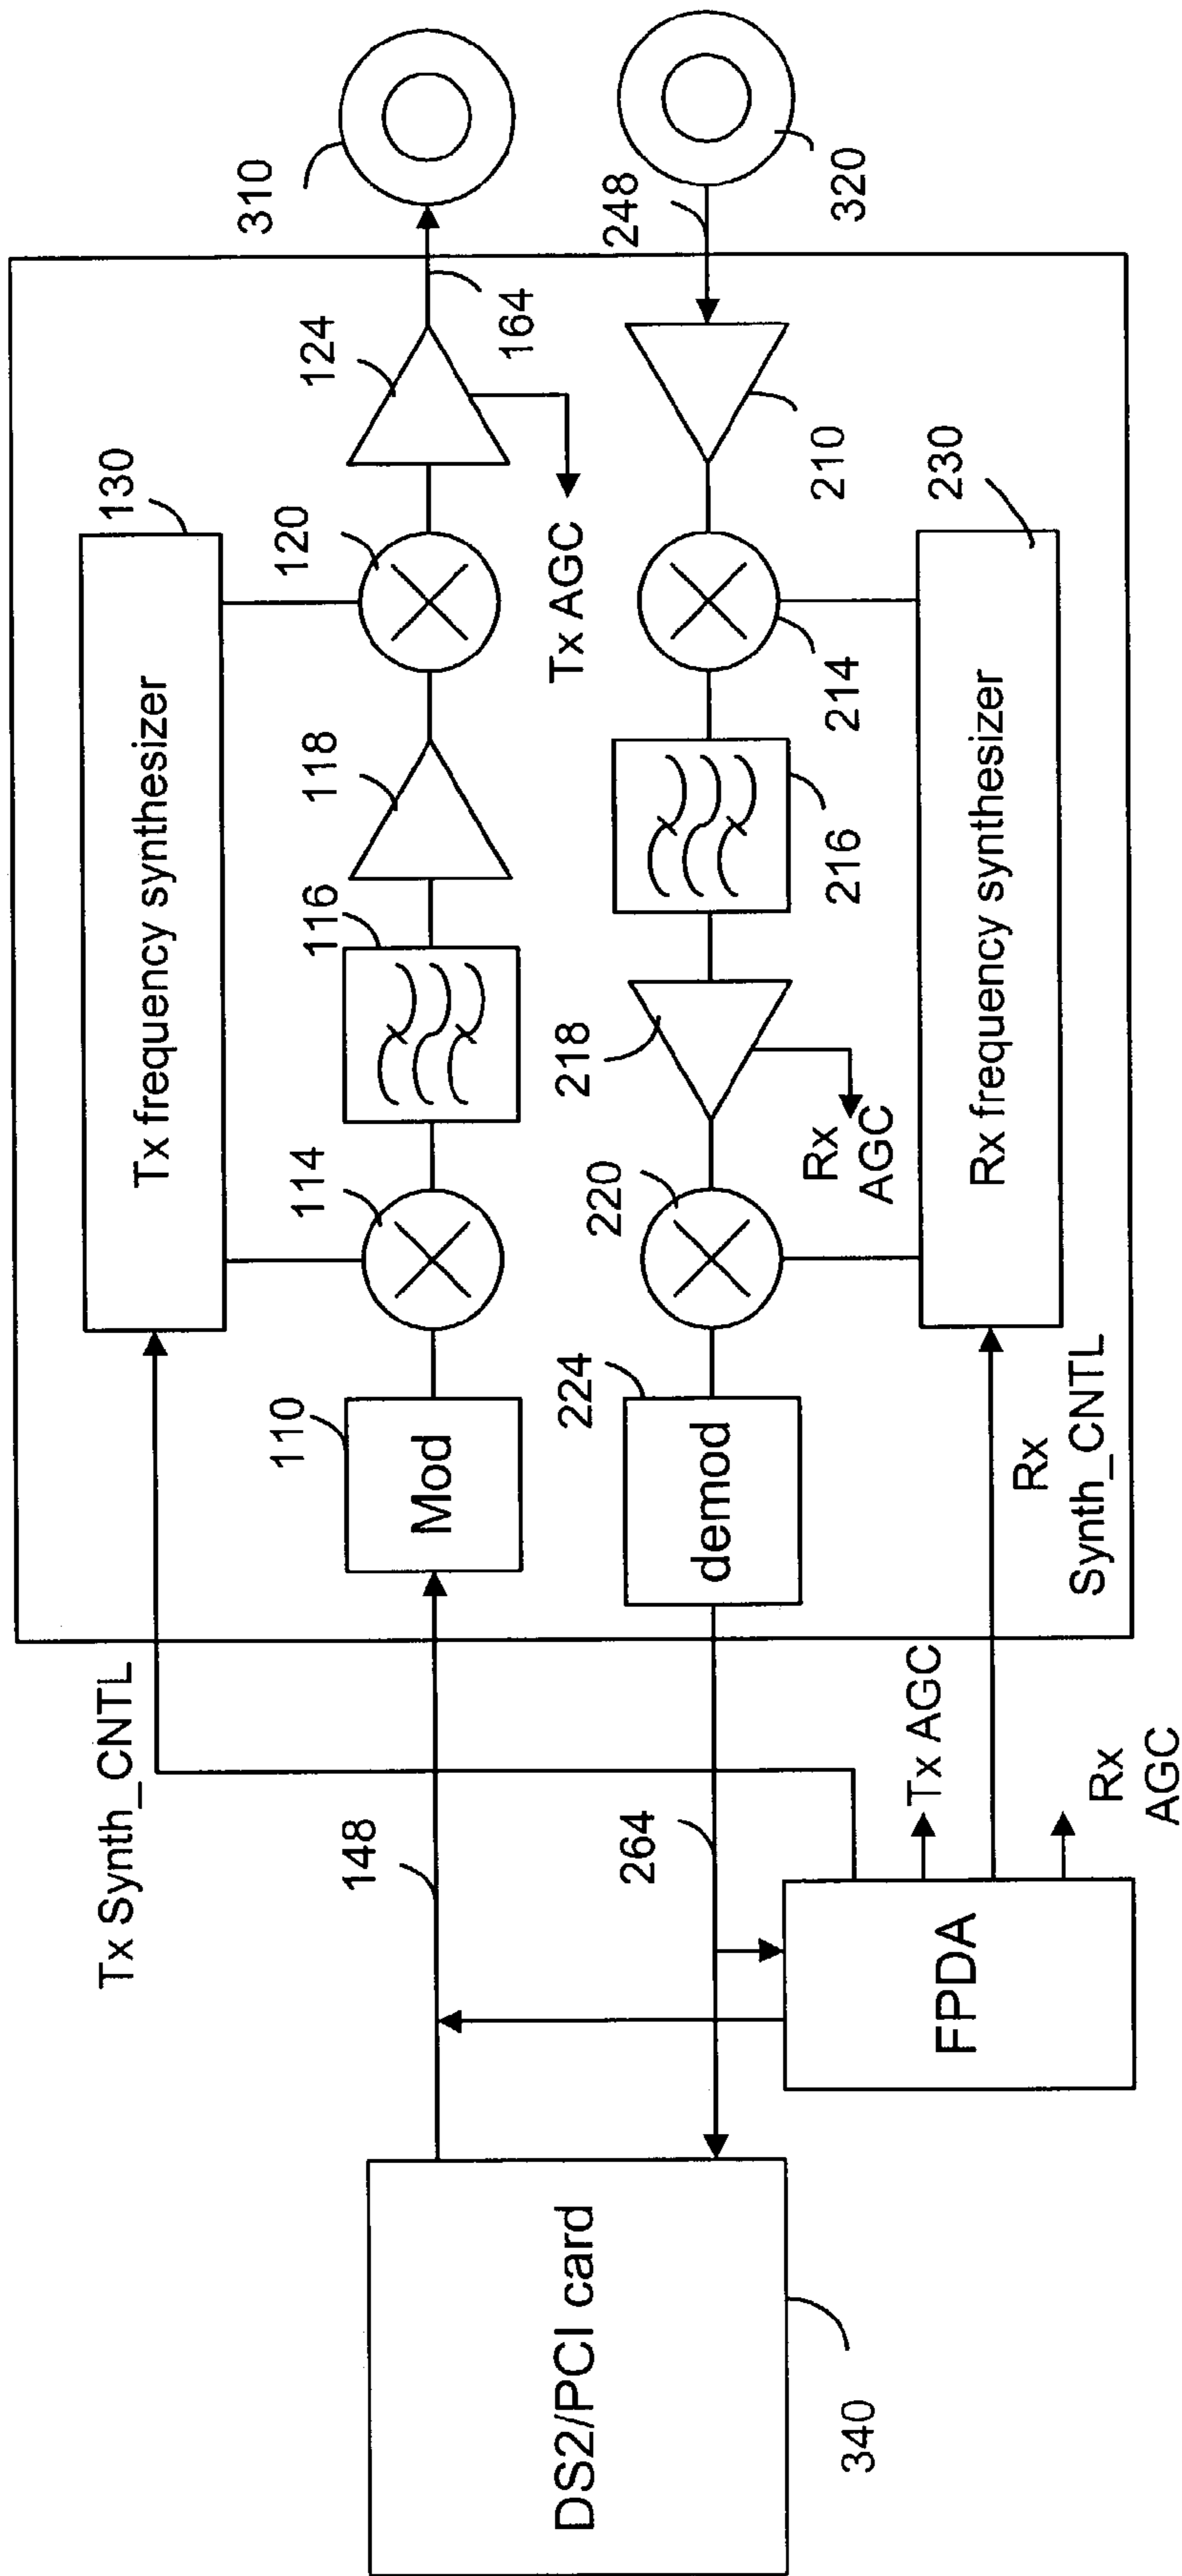 310
164
124
130
120
Tx AGC
Tx frequency synthesizer
118
116
114
110
Mod
Tx Synth_CNTL
148
248
320
210
230
214
216
218
Rx
AGC
Rx frequency synthesizer
220
224
demod
Rx
Synth_CNTL
264
Tx AGC
Rx
AGC
FPDA
DS2/PCI card
340